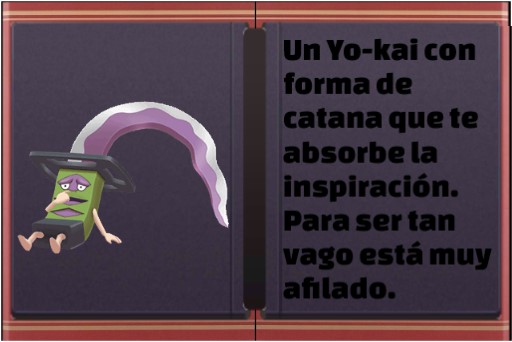 Un Yo-kai con
forma de
catana que te
absorbe la
inspiración.
Para ser tan
vago está muy
afilado.